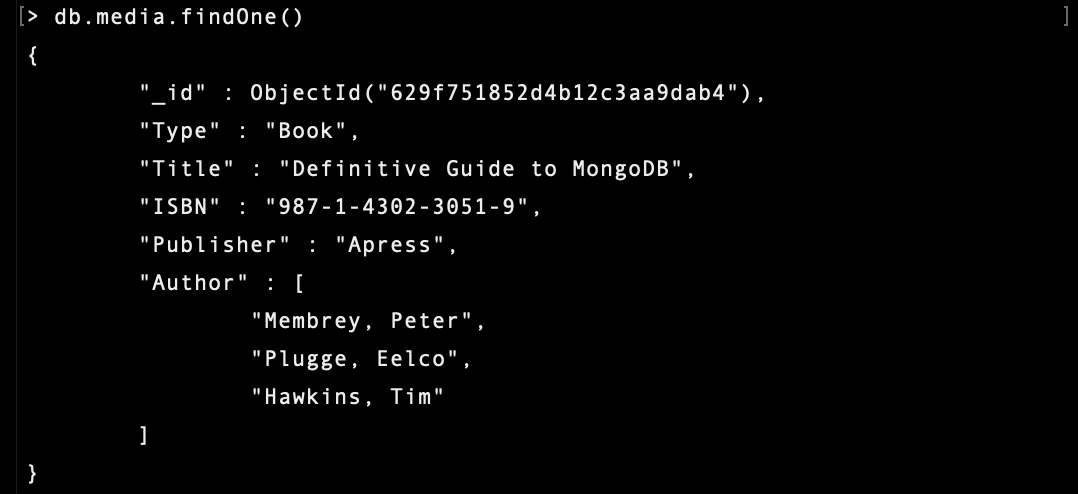 [> db.media.findOne() ]
{
"_id" : ObjectId("629f751852d4b12c3aa9dab4"),
"Type" : "Book",
"Title" : "Definitive Guide to MongoDB",
"ISBN" : "987-1-4302-3051-9",
"Publisher" : "Apress",
"Author" : [
"Membrey, Peter",
"Plugge, Eelco",
"Hawkins, Tim"
]
}